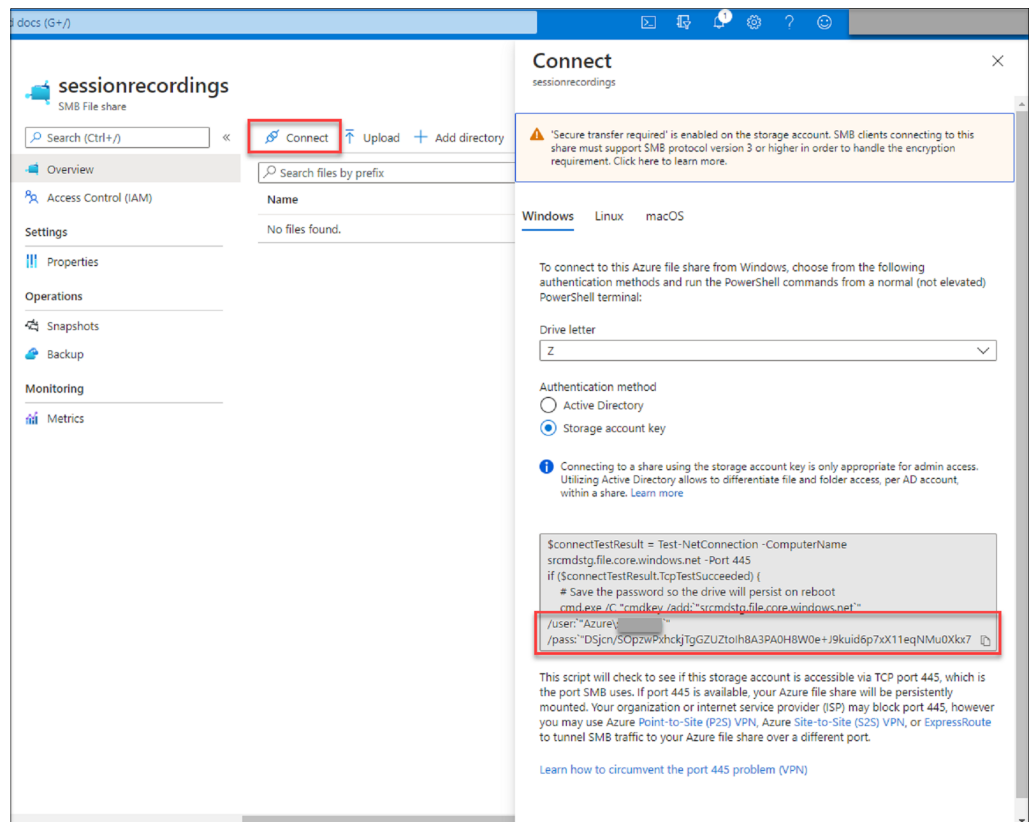 d docs (G+/)
1
sessionrecordings
SMB File share
Search (Ctrl+/)
«
Overview
Access Control (IAM)
Settings
Properties
Operations
Snapshots
Backup
Monitoring
Metrics
Connect
Upload
Add directory
Search files by prefix
Name
No files found.
Connect
sessionrecordings
'Secure transfer required' is enabled on the storage account. SMB clients connecting to this
share must support SMB protocol version 3 or higher in order to handle the encryption
requirement. Click here to learn more.
Windows Linux macOS
To connect to this Azure file share from Windows, choose from the following
authentication methods and run the PowerShell commands from a normal (not elevated)
PowerShell terminal:
Drive letter
Z
Authentication method
Active Directory
Storage account key
Connecting to a share using the storage account key is only appropriate for admin access.
Utilizing Active Directory allows to differentiate file and folder access, per AD account,
within a share. Learn more
$connectTestResult = Test-NetConnection -ComputerName
srcmdstg.file.core.windows.net -Port 445
if ($connectTestResult.TcpTestSucceeded) {
# Save the password so the drive will persist on reboot
cmd.exe /C "cmdkey /add:`"srcmdstg.file.core.windows.net`"
/user:`"Azure\s `"
/pass:`"DSjcn/SOpzwPxhckjTgGZUZtoIh8A3PA0H8W0e+J9kuid6p7xX11eqNMu0Xkx7
This script will check to see if this storage account is accessible via TCP port 445, which is
the port SMB uses. If port 445 is available, your Azure file share will be persistently
mounted. Your organization or internet service provider (ISP) may block port 445, however
you may use Azure Point-to-Site (P2S) VPN, Azure Site-to-Site (S2S) VPN, or ExpressRoute
to tunnel SMB traffic to your Azure file share over a different port.
Learn how to circumvent the port 445 problem (VPN)